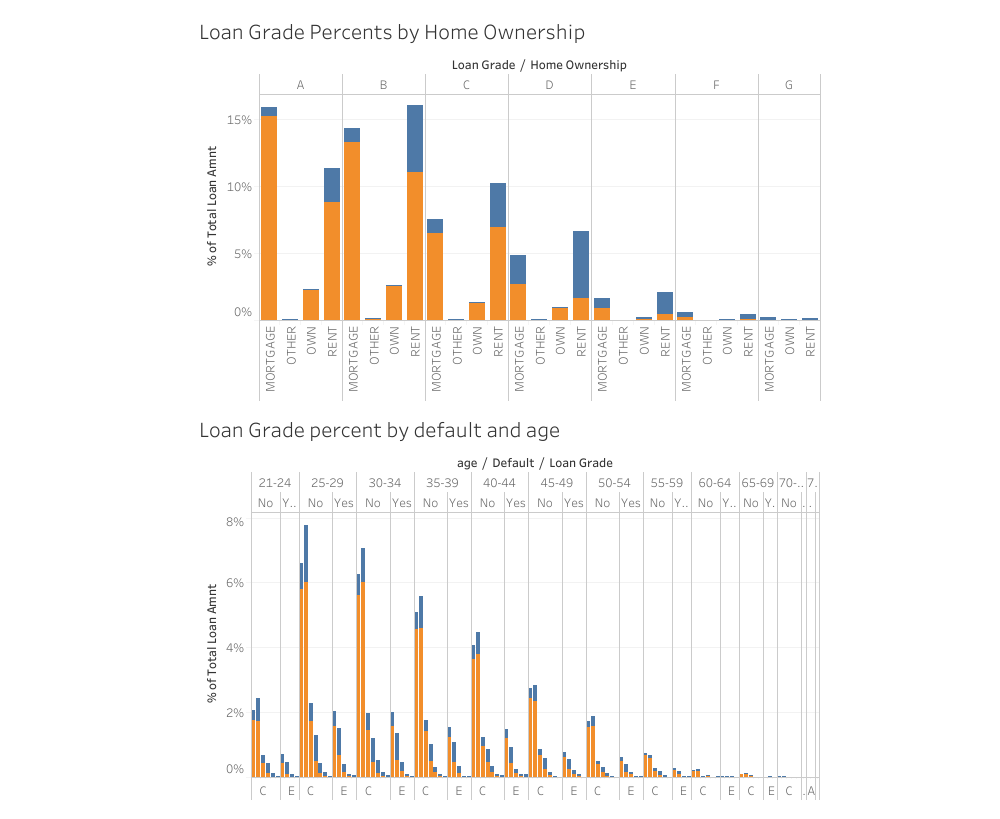 Loan Grade Percents by Home Ownership
Loan Grade / Home Ownership
A B C D E F G
% of Total Loan Amnt
15%
10%
5%
0%
MORTGAGE OTHER OWN RENT MORTGAGE OTHER OWN RENT MORTGAGE OTHER OWN RENT MORTGAGE OTHER OWN RENT MORTGAGE OTHER OWN RENT MORTGAGE OTHER OWN RENT MORTGAGE OWN RENT
Loan Grade percent by default and age
age / Default / Loan Grade
21-24 25-29 30-34 35-39 40-44 45-49 50-54 55-59 60-64 65-69 70-.. 7.
No Y.. No Yes No Yes No Yes No Yes No Yes No Yes No Y.. No Y.. No Y.. No . .
% of Total Loan Amnt
8%
6%
4%
2%
0%
C E C E C E C E C E C E C E C E C E C E C . A